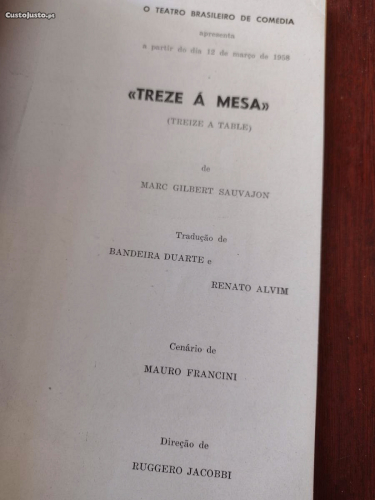 CustoJusto.pt
O TEATRO BRASILEIRO DE COMEDIA
apresenta
a partir do dia 12 de março de 1958
«TREZE Á MESA»
(TREIZE A TABLE)
de
MARC GILBERT SAUVAJON
Tradução de
BANDEIRA DUARTE e
RENATO ALVIM
Cenário de
MAURO FRANCINI
Direção de
RUGGERO JACOBBI